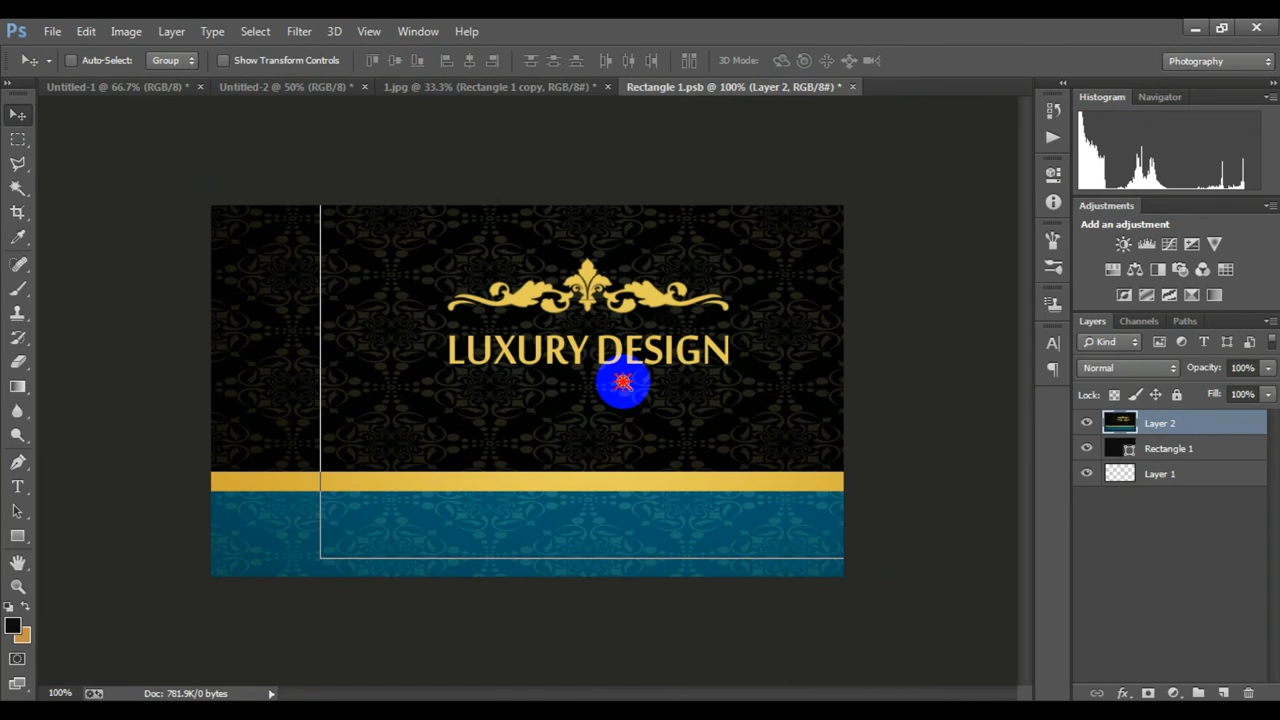 Ps File Edit Image Layer Type Select Filter 3D View Window Help
Auto-Select: Group Show Transform Controls 3D Mode: Photography
Untitled-1 @ 66.7% (RGB/8) * × Untitled-2 @ 50% (RGB/8) * × 1.jpg @ 33.3% (Rectangle 1 copy, RGB/8#) * × Rectangle 1.psb @ 100% (Layer 2, RGB/8#) * ×
Histogram Navigator
Adjustments
Add an adjustment
Layers Channels Paths
Kind
Normal Opacity: 100%
Lock: Fill: 100%
Layer 2
Rectangle 1
Layer 1
LUXURY DESIGN
100% Doc: 781.9K/0 bytes